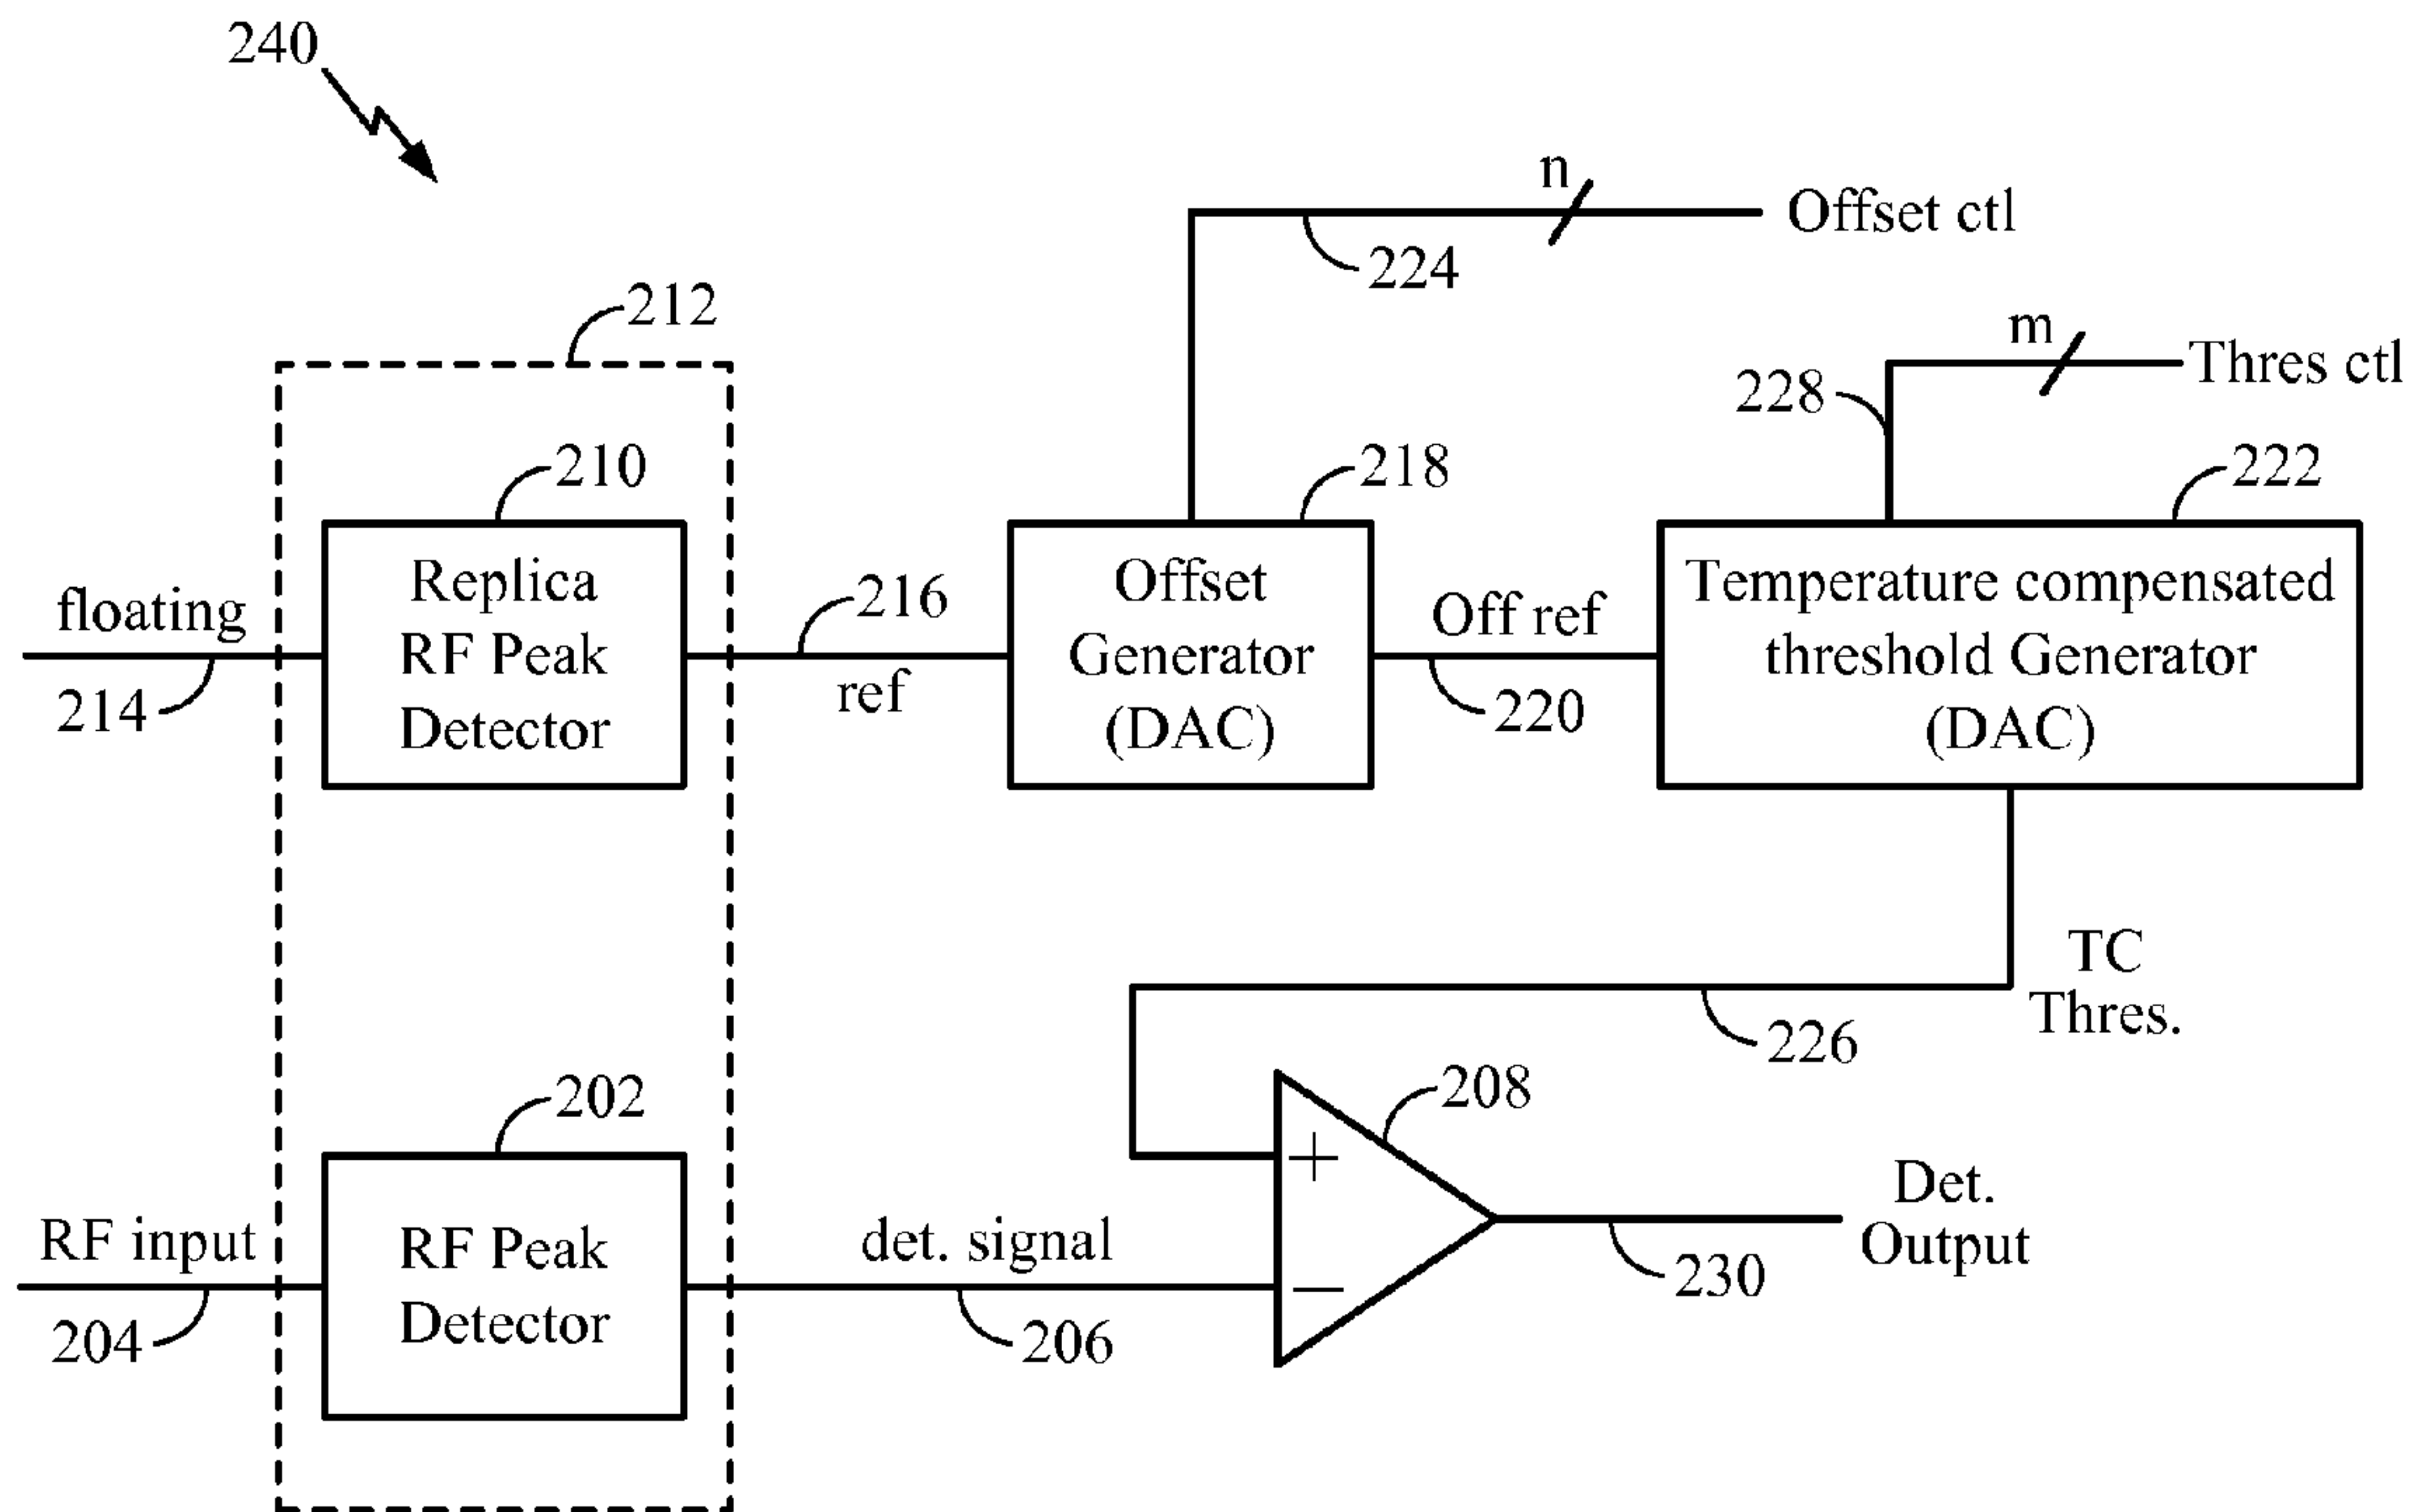 240
n
Offset ctl
224
212
m
Thres ctl
228
210
218
222
floating
214
Replica
RF Peak
Detector
216
ref
Offset
Generator
(DAC)
Off ref
220
Temperature compensated
threshold Generator
(DAC)
TC
Thres.
226
202
208
RF input
204
RF Peak
Detector
det. signal
206
+
−
Det.
Output
230